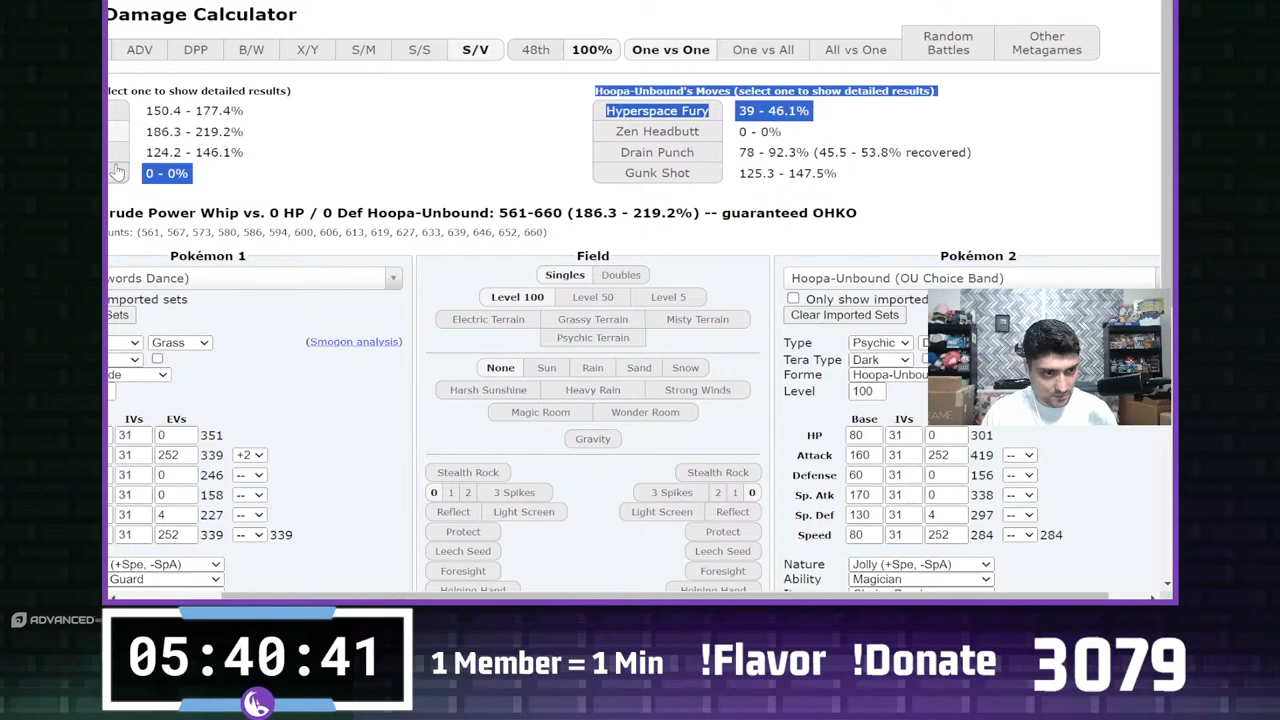 Damage Calculator
ADV DPP B/W X/Y S/M S/S S/V 48th 100% One vs One One vs All All vs One Random Battles Other Metagames
lect one to show detailed results) Hoopa-Unbound's Moves (select one to show detailed results)
150.4 - 177.4% Hyperspace Fury 39 - 46.1%
186.3 - 219.2% Zen Headbutt 0 - 0%
124.2 - 146.1% Drain Punch 78 - 92.3% (45.5 - 53.8% recovered)
0 - 0% Gunk Shot 125.3 - 147.5%
rude Power Whip vs. 0 HP / 0 Def Hoopa-Unbound: 561-660 (186.3 - 219.2%) -- guaranteed OHKO
unts: (561, 567, 573, 580, 586, 594, 600, 606, 613, 619, 627, 633, 639, 646, 652, 660)
Pokémon 1 Field Pokémon 2
words Dance) Singles Doubles Hoopa-Unbound (OU Choice Band)
mported sets Level 100 Level 50 Level 5 Only show imported
Sets Electric Terrain Grassy Terrain Misty Terrain Clear Imported Sets
Grass (Smogon analysis) Psychic Terrain Type Psychic D
Tera Type Dark
ude None Sun Rain Sand Snow Forme Hoopa-Unbou
Harsh Sunshine Heavy Rain Strong Winds Level 100
Magic Room Wonder Room
IVs EVs Base IVs EVs
31 0 351 Gravity HP 80 31 0 301
31 252 339 +2 Attack 160 31 252 419 --
31 0 246 -- Stealth Rock Stealth Rock Defense 60 31 0 156 --
31 0 158 -- 0 1 2 3 Spikes 3 Spikes 2 1 0 Sp. Atk 170 31 0 338 --
31 4 227 -- Reflect Light Screen Light Screen Reflect Sp. Def 130 31 4 297 --
31 252 339 -- 339 Protect Protect Speed 80 31 252 284 -- 284
Leech Seed Leech Seed
(+Spe, -SpA) Foresight Foresight Nature Jolly (+Spe, -SpA)
Guard Helping Hand Helping Hand Ability Magician
ADVANCED
05:40:41 1 Member = 1 Min !Flavor !Donate 3079